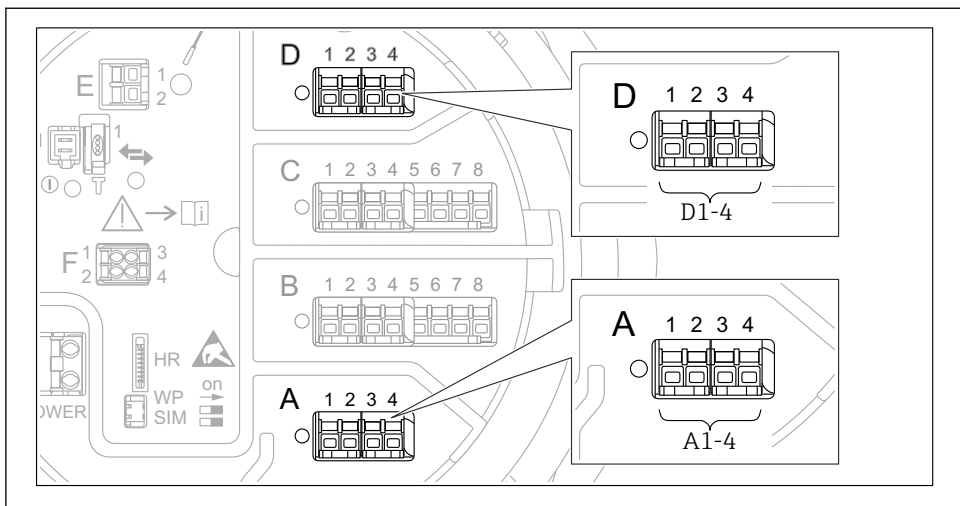 D 1 2 3 4
E 1
2
D 1 2 3 4
D1-4
1
C 1 2 3 4 5 6 7 8
i
F 1 3
2 4
B 1 2 3 4 5 6 7 8
A 1 2 3 4
A1-4
HR
WP on
SIM
OWER
A 1 2 3 4